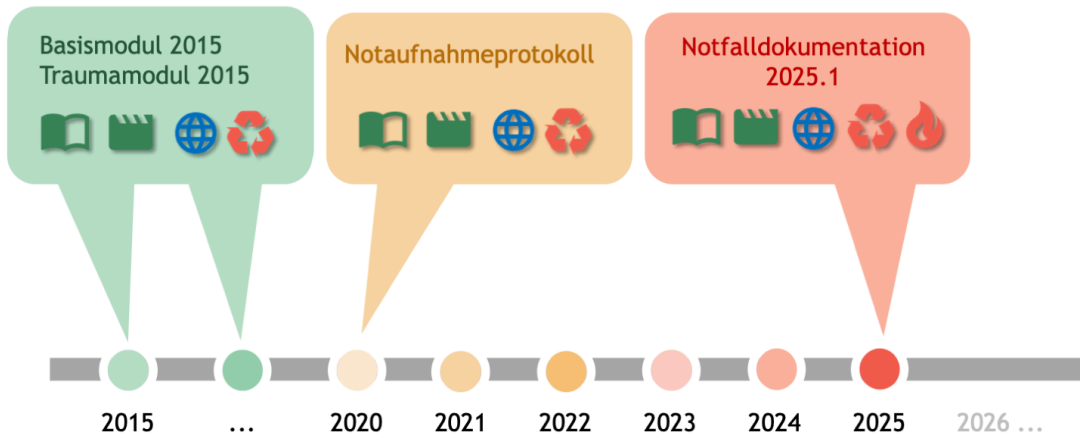 Basismodul 2015
Traumamodul 2015
Notaufnahmeprotokoll
Notfalldokumentation
2025.1
2015 ... 2020 2021 2022 2023 2024 2025 2026 ...